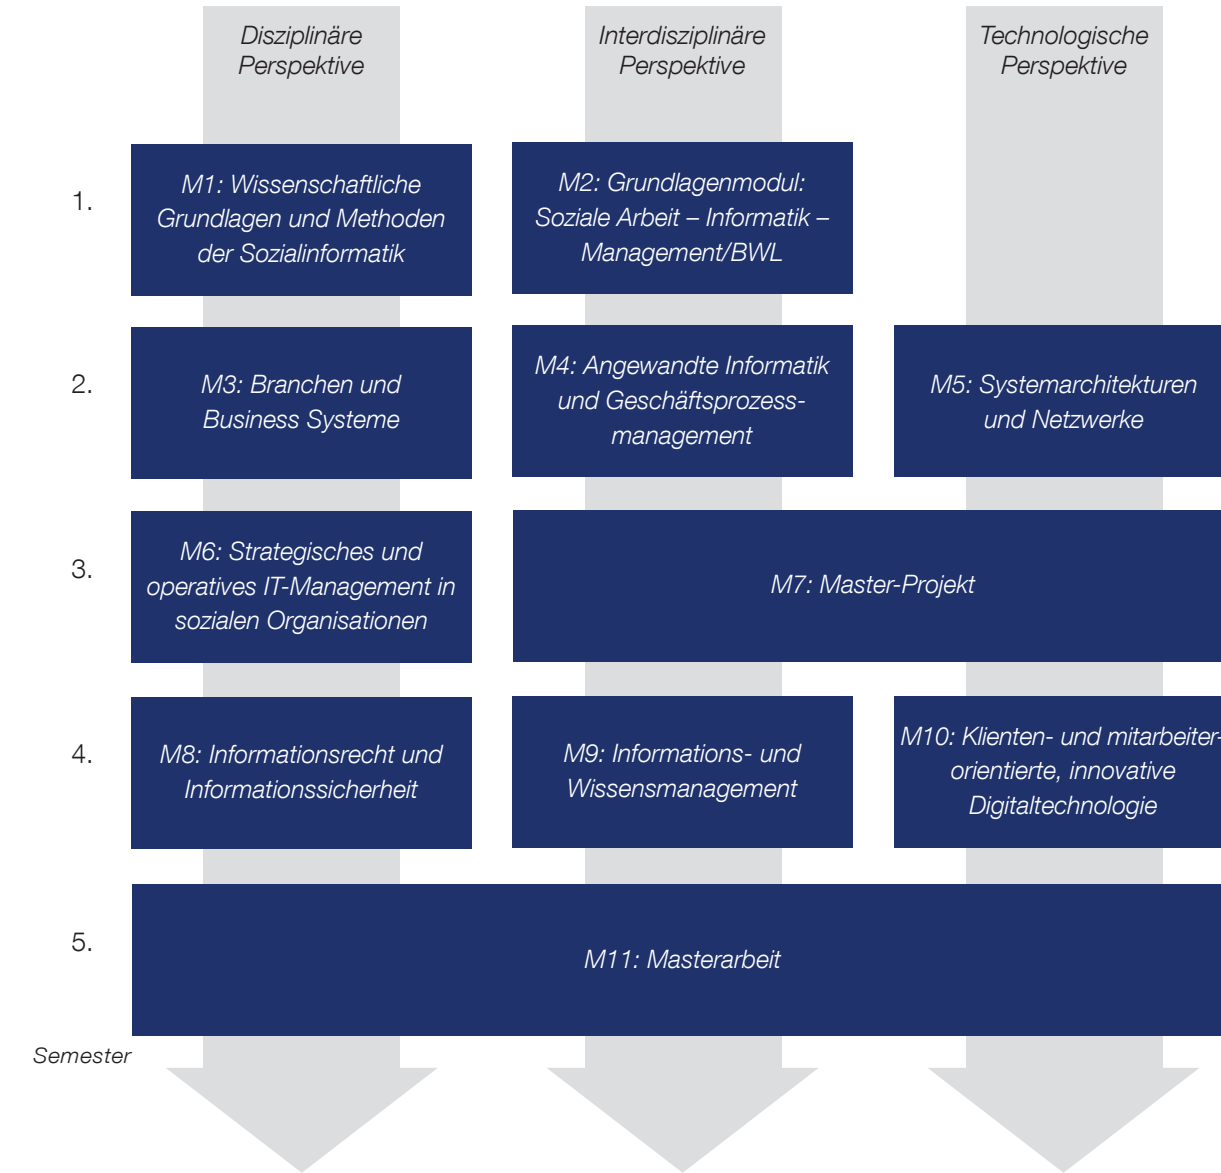 Disziplinäre
Perspektive
Interdisziplinäre
Perspektive
Technologische
Perspektive
1.
M1: Wissenschaftliche
Grundlagen und Methoden
der Sozialinformatik
M2: Grundlagenmodul:
Soziale Arbeit – Informatik –
Management/BWL
2.
M3: Branchen und
Business Systeme
M4: Angewandte Informatik
und Geschäftsprozess-
management
M5: Systemarchitekturen
und Netzwerke
3.
M6: Strategisches und
operatives IT-Management in
sozialen Organisationen
M7: Master-Projekt
4.
M8: Informationsrecht und
Informationssicherheit
M9: Informations- und
Wissensmanagement
M10: Klienten- und mitarbeiter-
orientierte, innovative
Digitaltechnologie
5.
M11: Masterarbeit
Semester